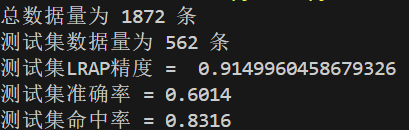 总数据量为 1872 条
测试集数据量为 562 条
测试集LRAP精度 =  0.9149960458679326
测试集准确率 = 0.6014
测试集命中率 = 0.8316